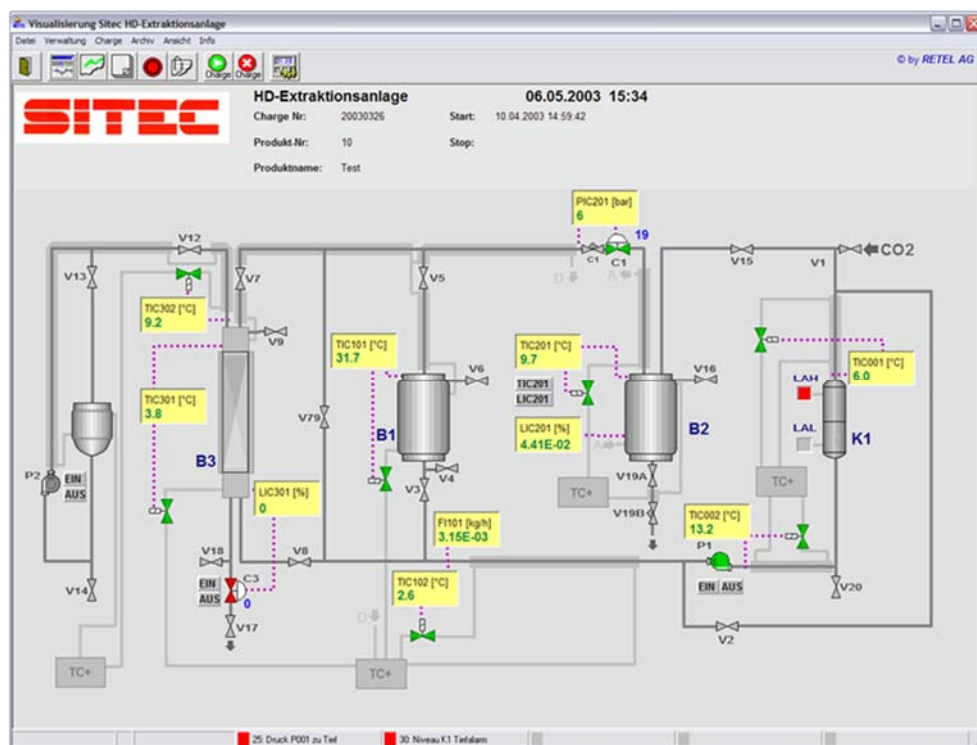 Visualisierung Sitec HD-Extraktionsanlage
Datei Verwaltung Charge Archiv Ansicht Info
Charge Charge
© by RETEL AG
SITEC
HD-Extraktionsanlage 06.05.2003 15:34
Charge Nr: 20030326 Start: 10.04.2003 14:59:42
Produkt-Nr: 10 Stop:
Produktname: Test
PIC201 [bar]
6
19
V12
C1 C1
V15
V1
CO2
V13
V7
V5
D
A
TIC302 [°C]
9.2
V9
TIC101 [°C]
31.7
TIC201 [°C]
9.7
TIC001 [°C]
6.0
V6
V16
TIC201
LIC201
LAH
TIC301 [°C]
3.8
V79
B1
LIC201 [%]
4.41E-02
B2
LAL
K1
A
B3
P2
EIN
AUS
V4
V3
V19A
TC+
TC+
LIC301 [%]
0
V19B
TIC002 [°C]
13.2
FI101 [kg/h]
3.15E-03
P1
V18
V8
EIN
AUS
C3
0
TIC102 [°C]
2.6
EIN AUS
V14
V20
V17
D
V2
TC+
TC+
25: Druck P001 zu Tief
30: Niveau K1 Tiefalarm